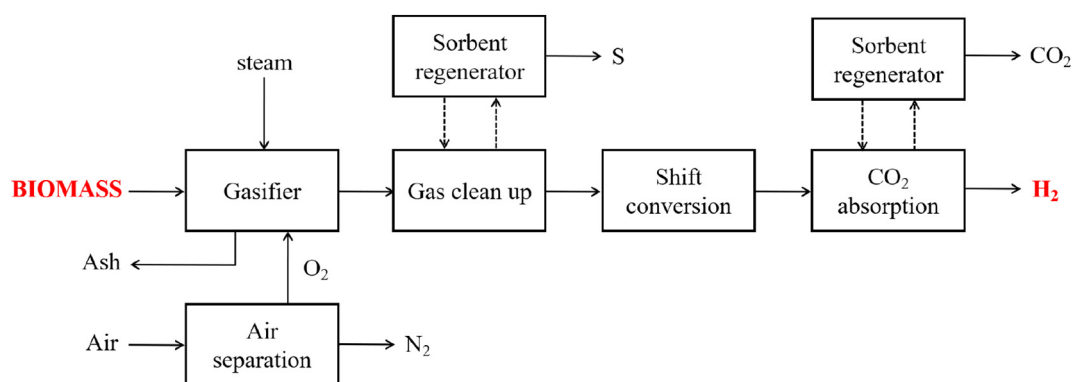 Sorbent
regenerator
S
Sorbent
regenerator
CO₂
steam
BIOMASS
Gasifier
Gas clean up
Shift
conversion
CO₂
absorption
H₂
Ash
O₂
Air
Air
separation
N₂